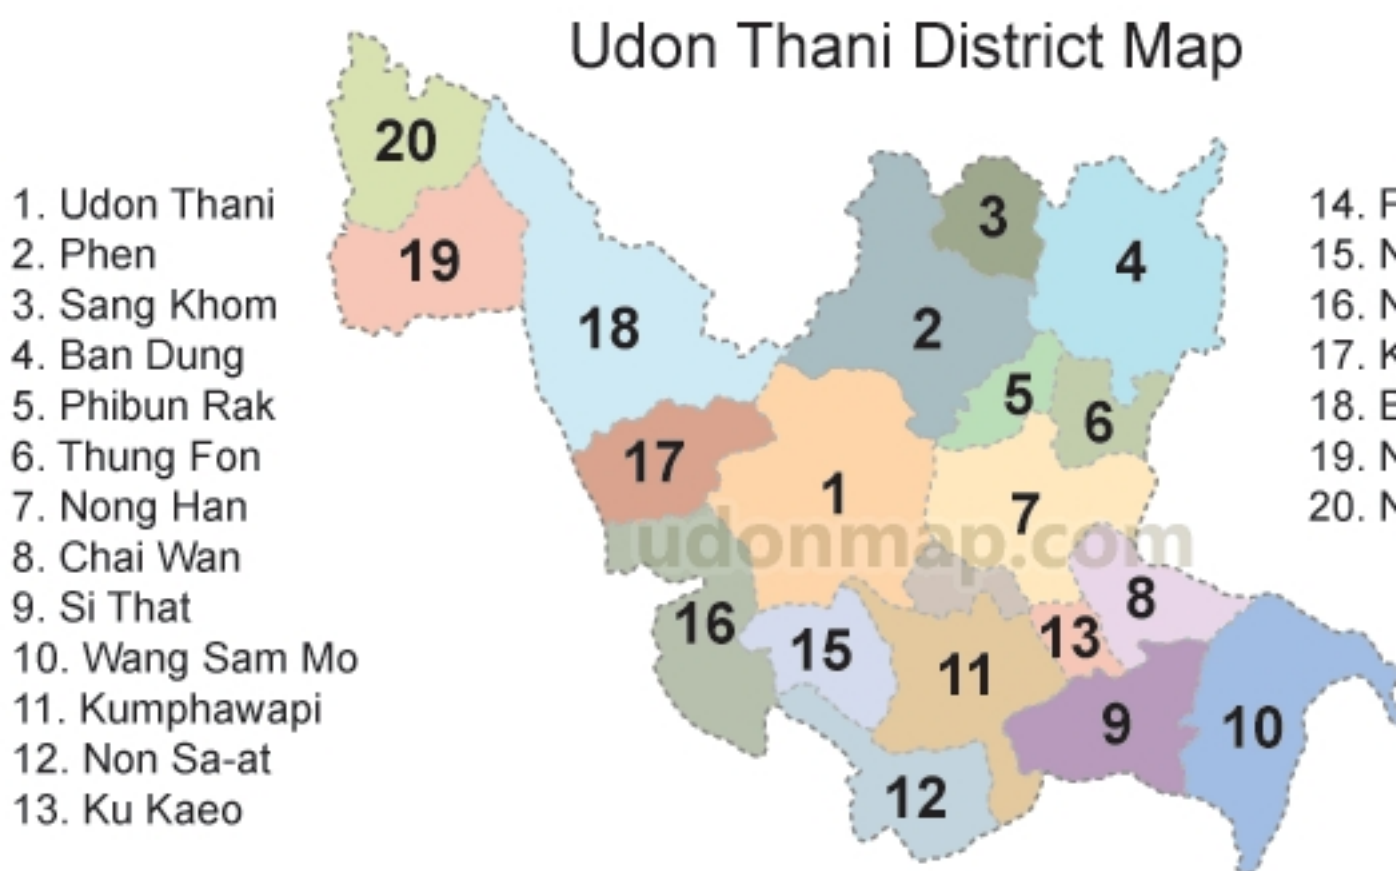 Udon Thani District Map
1. Udon Thani
2. Phen
3. Sang Khom
4. Ban Dung
5. Phibun Rak
6. Thung Fon
7. Nong Han
8. Chai Wan
9. Si That
10. Wang Sam Mo
11. Kumphawapi
12. Non Sa-at
13. Ku Kaeo
20
19
18
3
4
2
5
6
17
1
7
udonmap.com
8
16
13
15
11
9
10
12
14.
15. N
16. N
17. K
18.
19. N
20. N